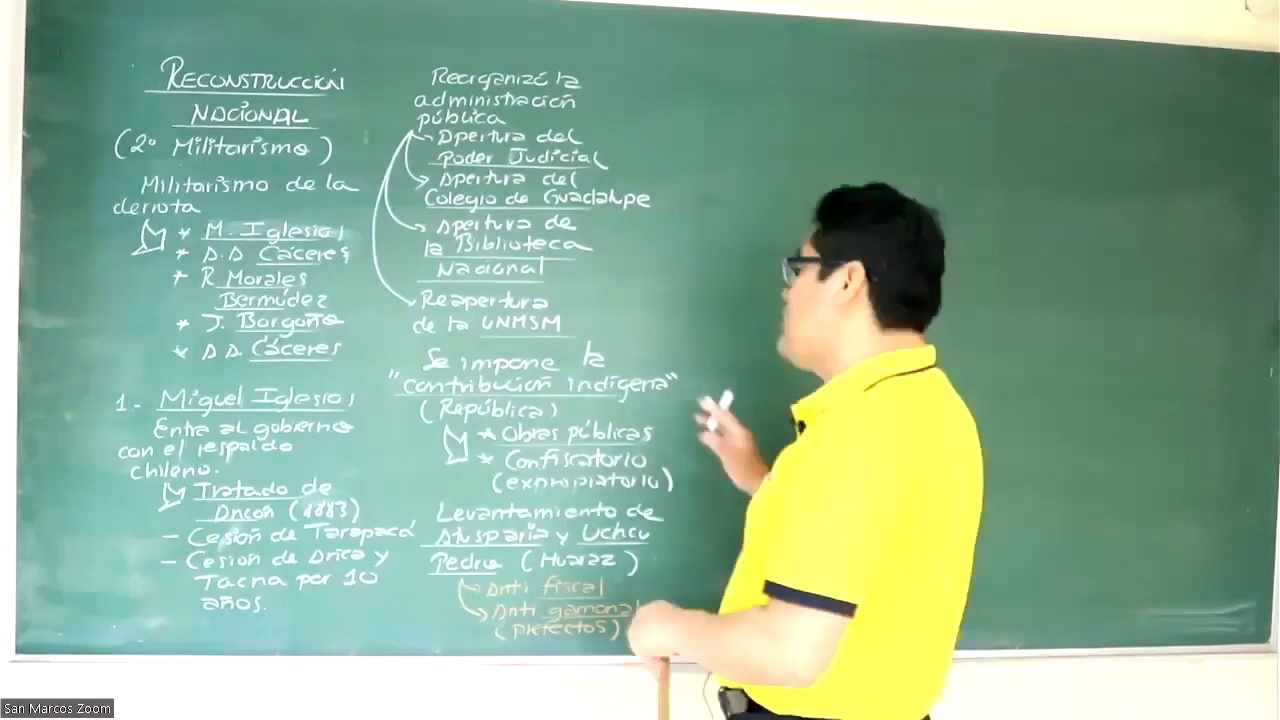 RECONSTRUCCIÓN
NACIONAL
(2° Militarismo)
Militarismo de la
derrota
* M. Iglesias
* A.A Cáceres
* R Morales
Bermúdez
* J. Borgoño
* A.A. Cáceres
1. Miguel Iglesias
Entra al gobierno
con el respaldo
chileno.
Tratado de
Ancón (1883)
- Cesión de Tarapacá
- Cesión de Arica y
Tacna por 10
años.
Reorganizó la
administración
pública
Apertura del
Poder Judicial
Apertura del
Colegio de Guadalupe
Apertura de
la Biblioteca
Nacional
Reapertura
de la UNMSM
Se impone la
"contribución indígena"
(República)
* Obras públicas
* Confiscatorio
(expropiatorio)
Levantamiento de
Atusparia y Uchcu
Pedro (Huaraz)
Anti fiscal
Anti gamonal
(prefectos)
San Marcos Zoom